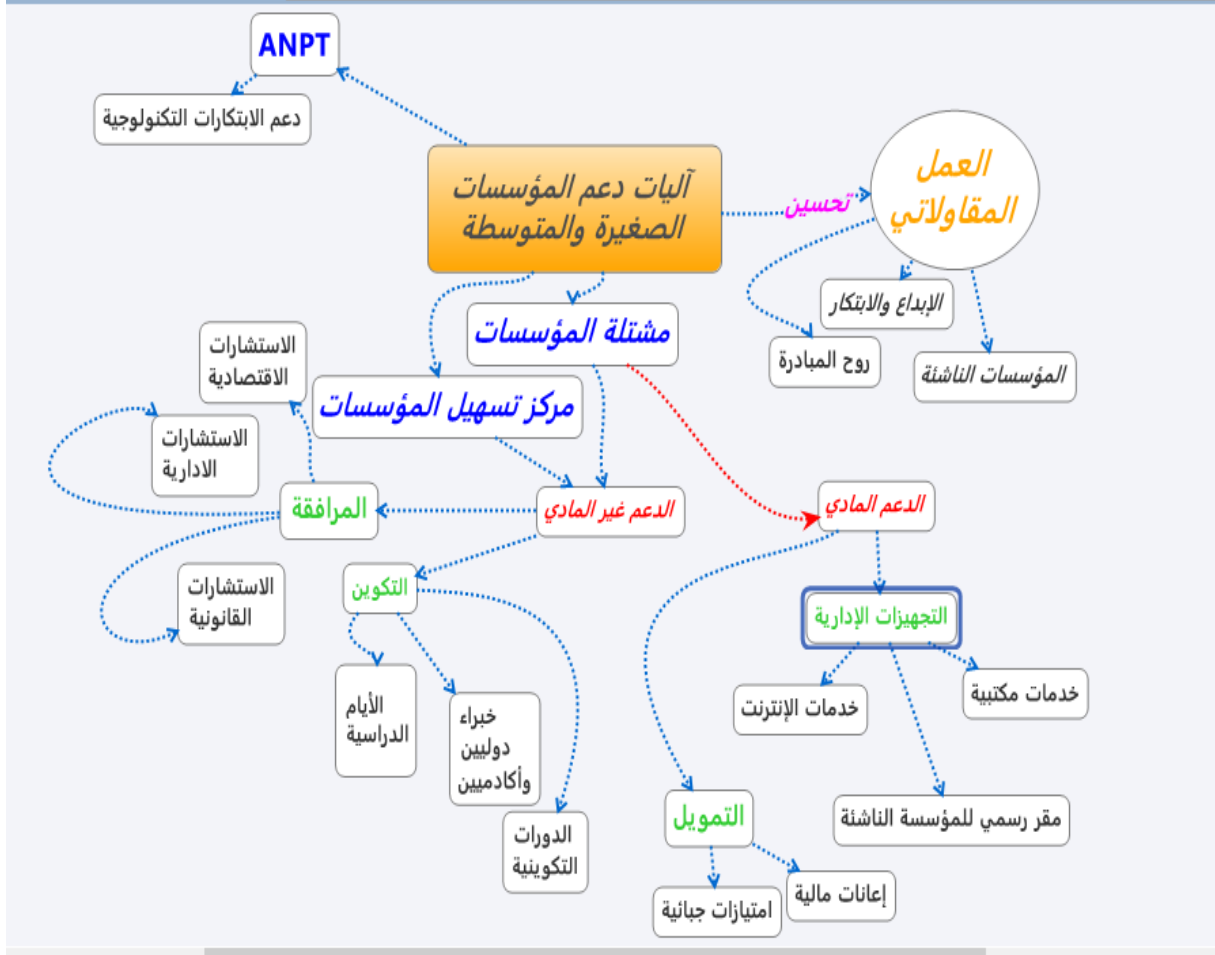 ANPT
دعم الابتكارات التكنولوجية
آليات دعم المؤسسات
الصغيرة والمتوسطة
تحسين
العمل
المقاولاتي
الإبداع والابتكار
روح المبادرة
المؤسسات الناشئة
مشتلة المؤسسات
مركز تسهيل المؤسسات
الاستشارات
الاقتصادية
الاستشارات
الادارية
المرافقة
الاستشارات
القانونية
الدعم غير المادي
الدعم المادي
التكوين
الأيام
الدراسية
خبراء
دوليين
وأكادميين
الدورات
التكوينية
التجهيزات الإدارية
خدمات مكتبية
خدمات الإنترنت
مقر رسمي للمؤسسة الناشئة
التمويل
إعانات مالية
امتيازات جبائية